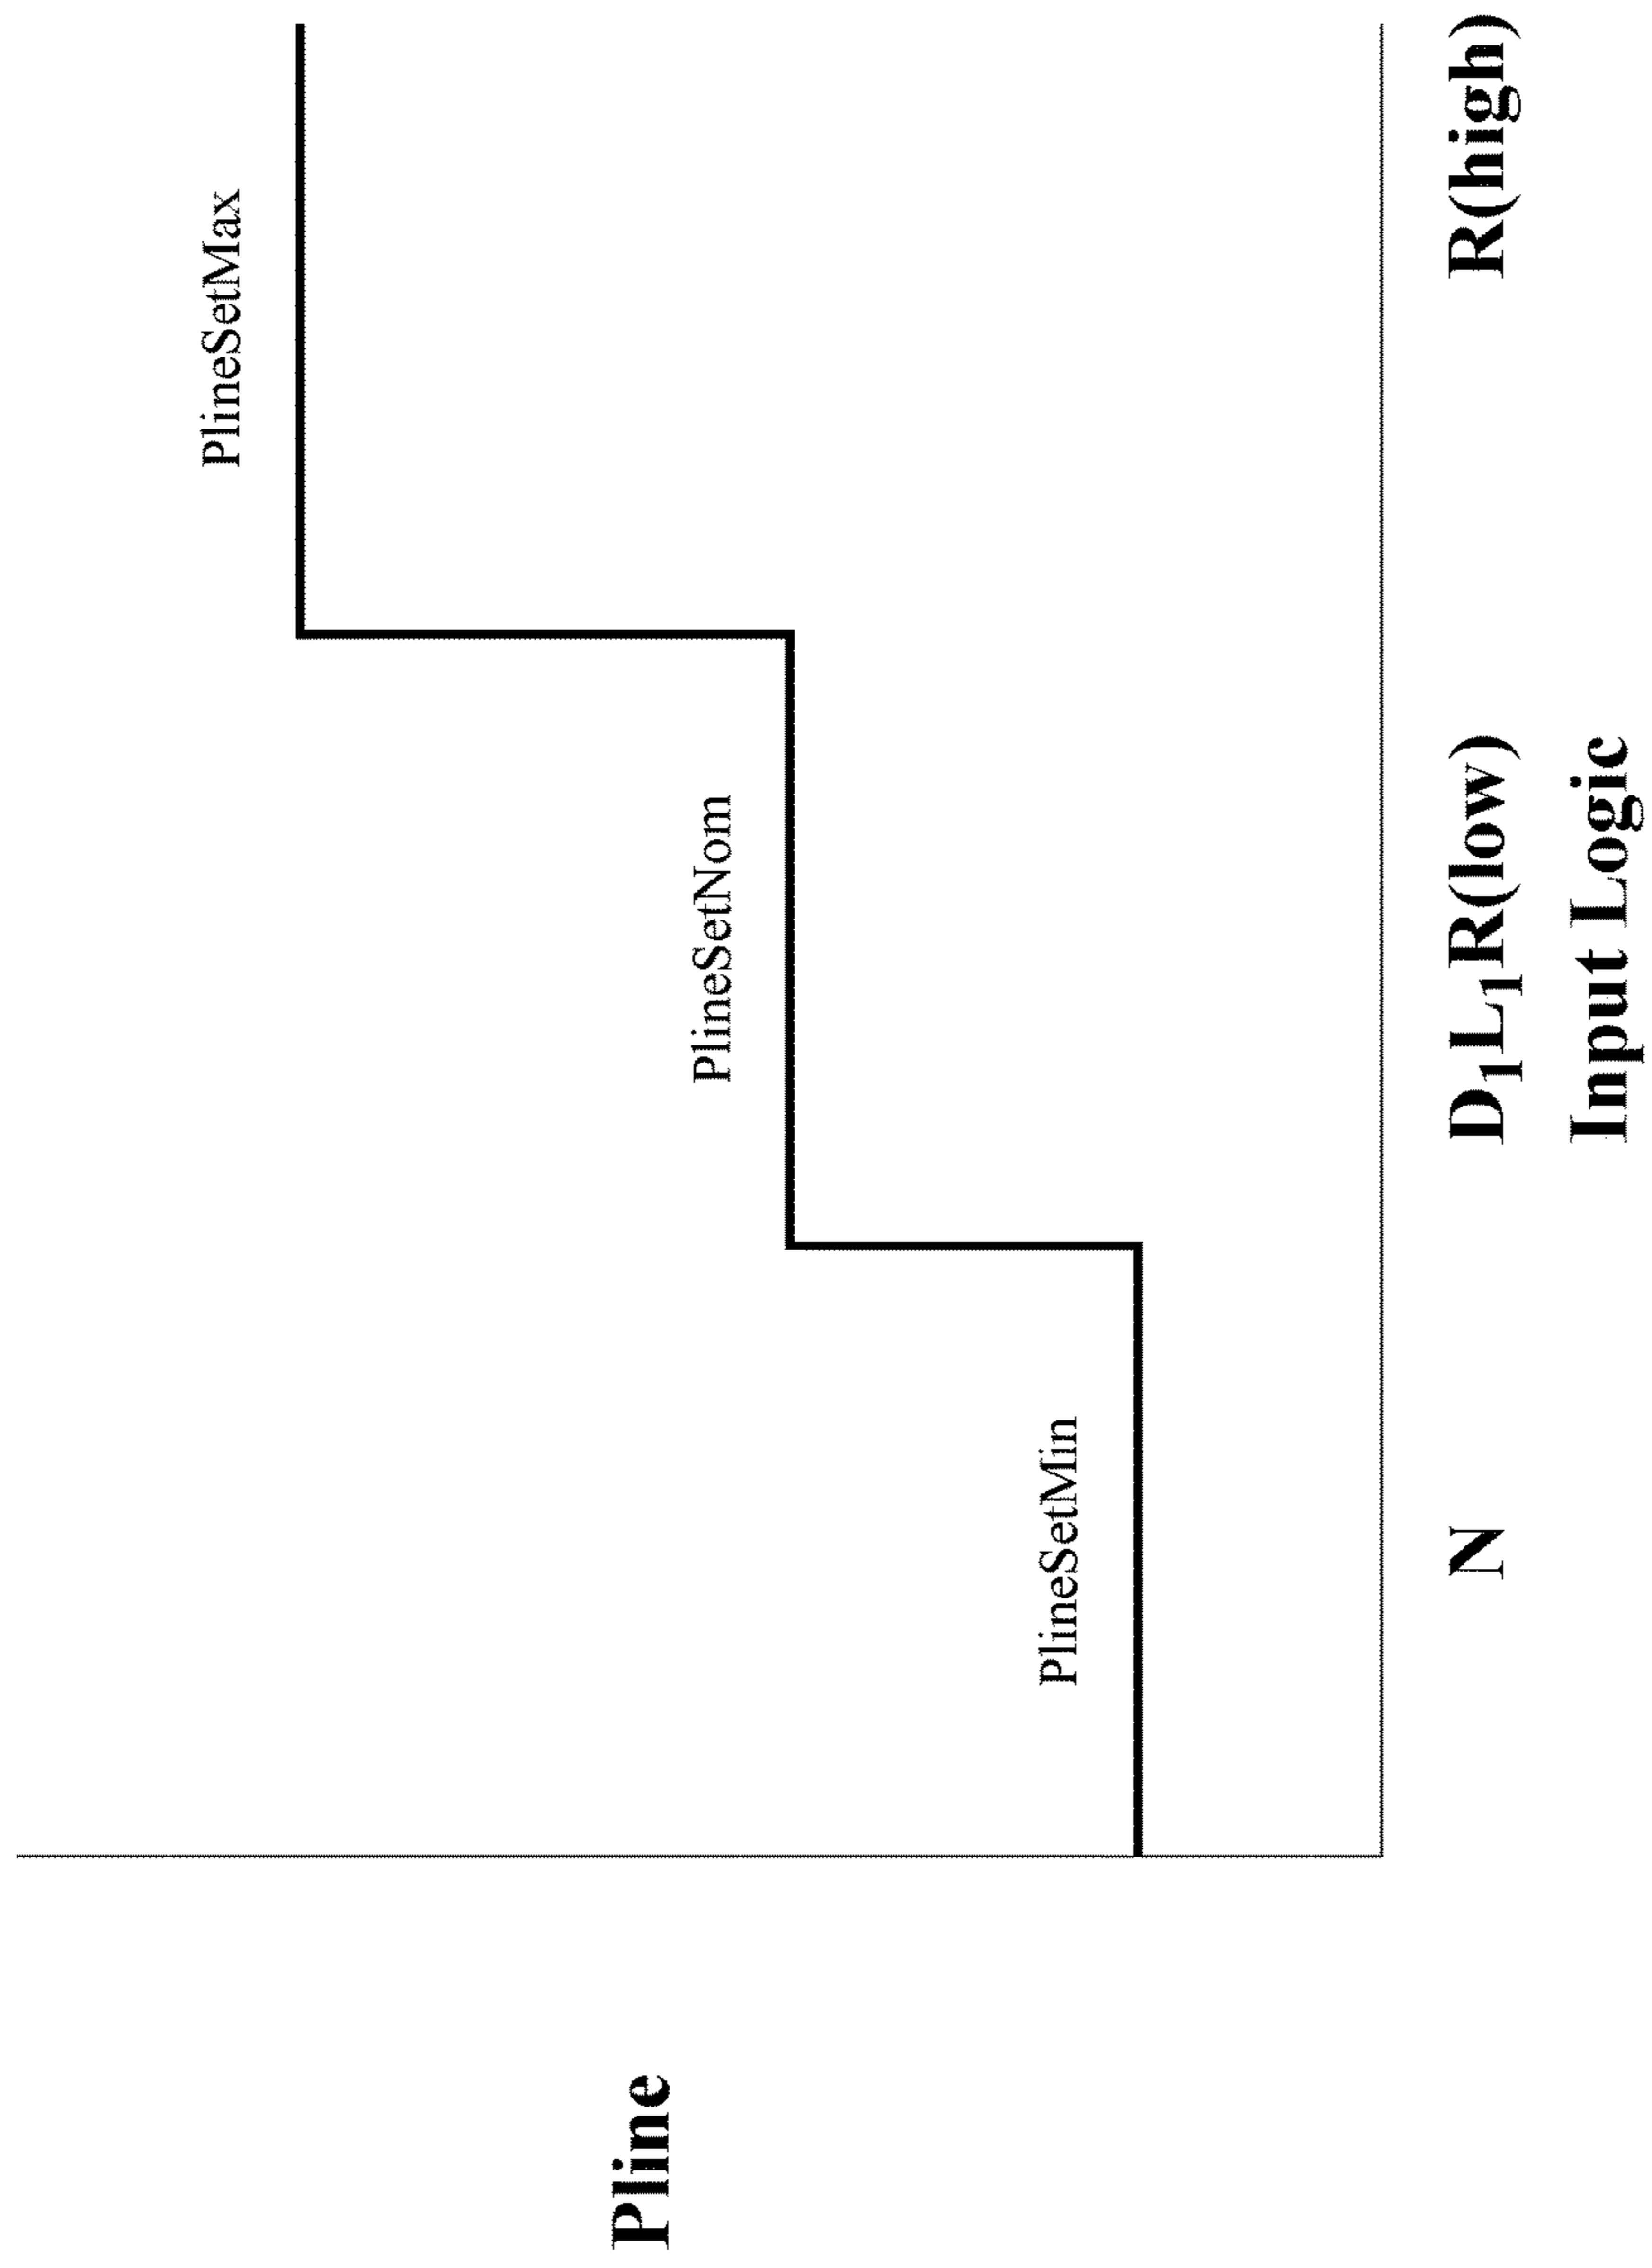 PlineSetMax
PlineSetNom
Pline
PlineSetMin
N D₁L₁R(low) R(high)
Input Logic